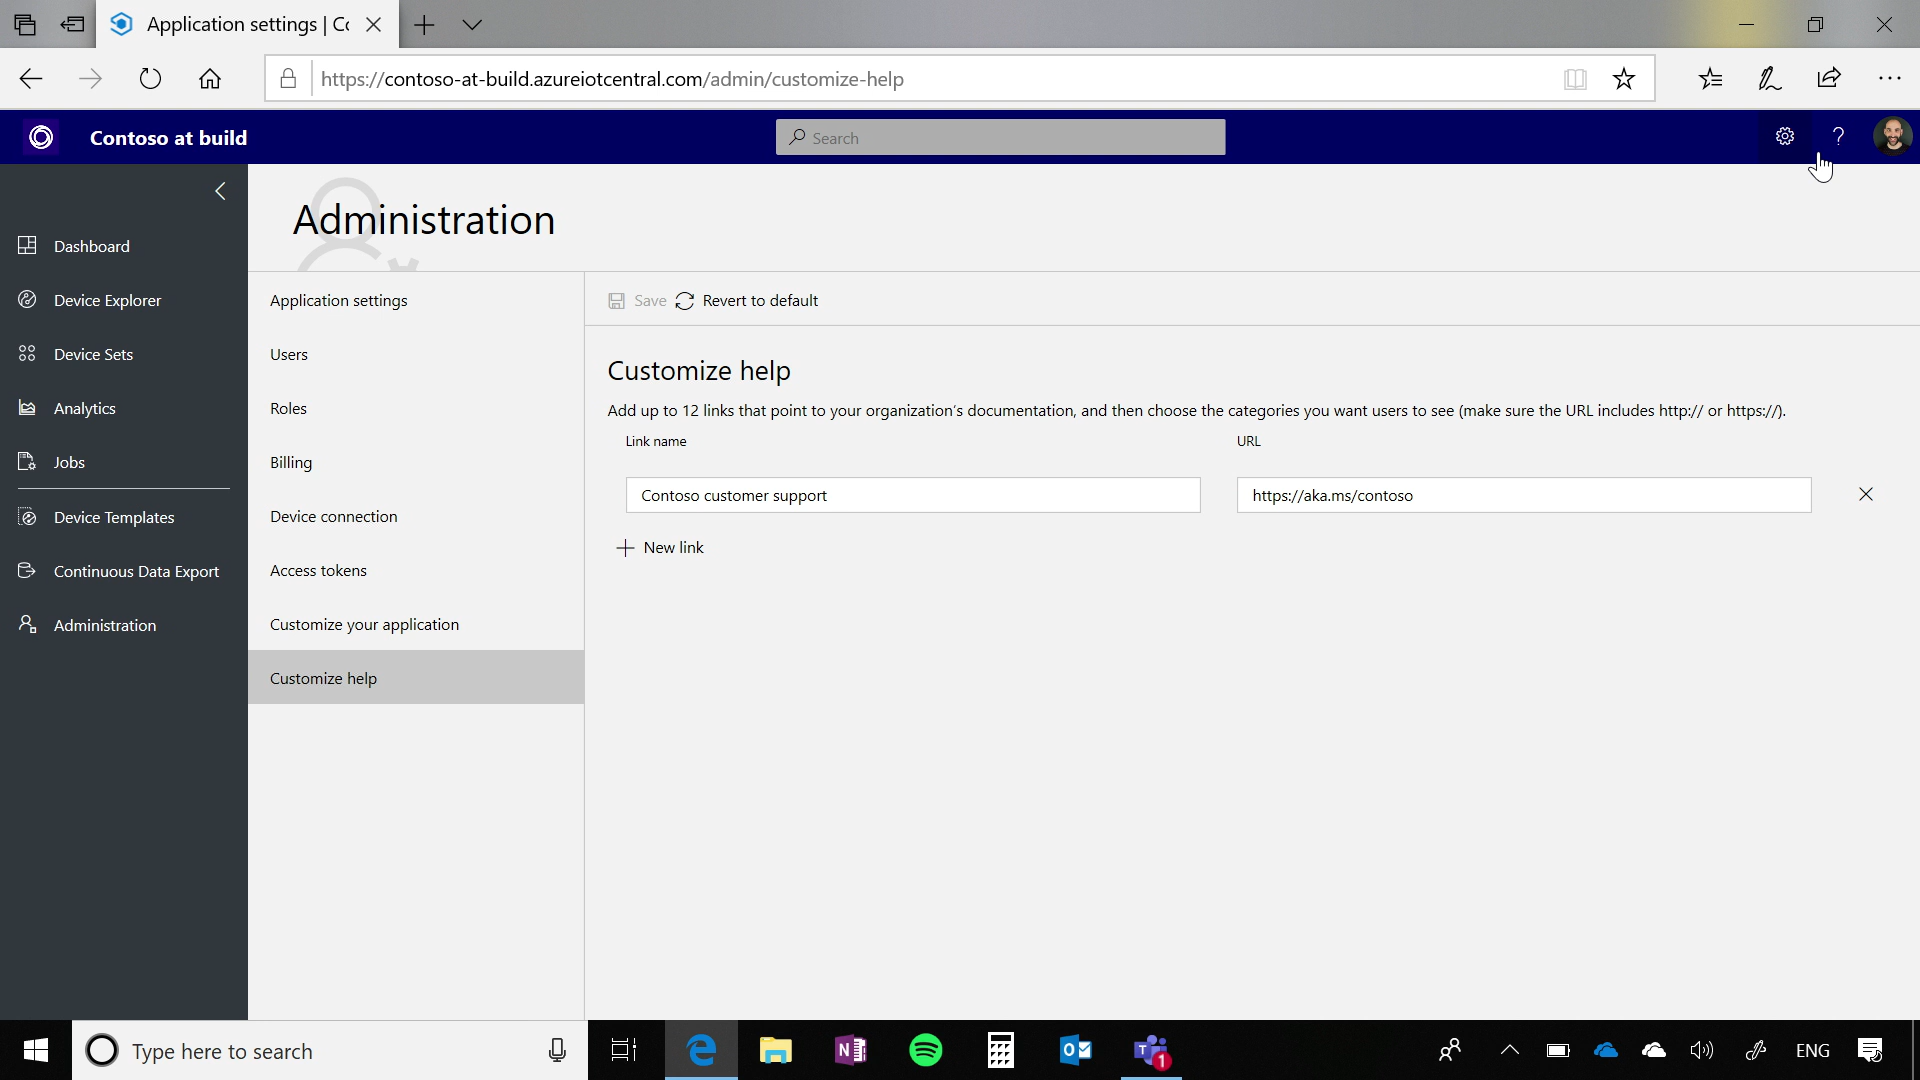 Application settings | Co
https://contoso-at-build.azureiotcentral.com/admin/customize-help
Contoso at build
Search
?
Administration
Dashboard
Device Explorer
Device Sets
Analytics
Jobs
Device Templates
Continuous Data Export
Administration
Application settings
Users
Roles
Billing
Device connection
Access tokens
Customize your application
Customize help
Save Revert to default
Customize help
Add up to 12 links that point to your organization's documentation, and then choose the categories you want users to see (make sure the URL includes http:// or https://).
Link name URL
Contoso customer support https://aka.ms/contoso
New link
Type here to search
N
O
T 1
ENG